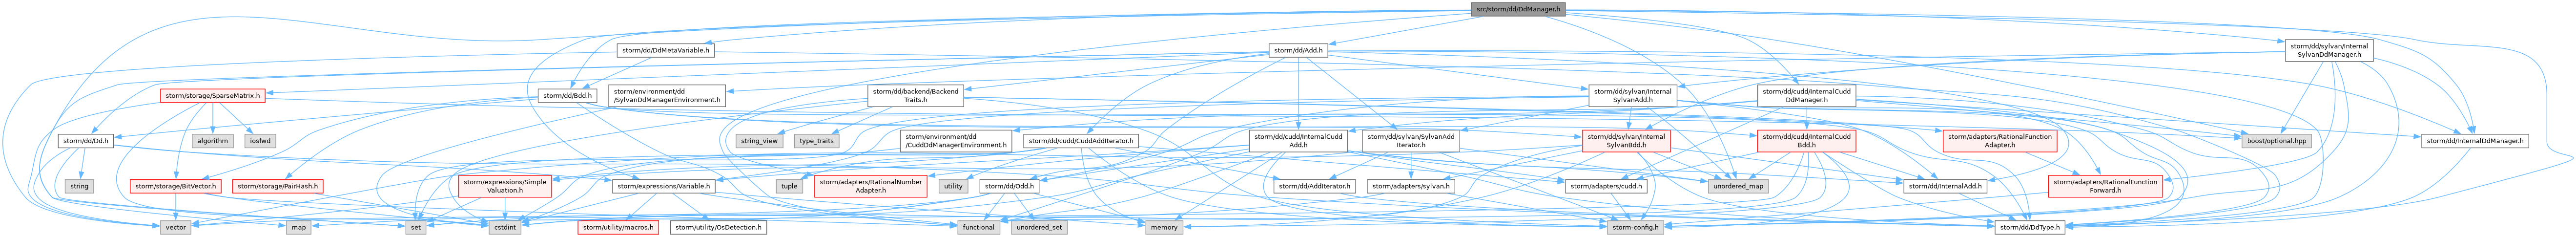 src/storm/dd/DdManager.h
storm/dd/DdMetaVariable.h
storm/dd/Add.h
storm/dd/sylvan/Internal
SylvanDdManager.h
storm/storage/SparseMatrix.h
storm/dd/Bdd.h
storm/environment/dd
/SylvanDdManagerEnvironment.h
storm/dd/backend/Backend
Traits.h
storm/dd/sylvan/Internal
SylvanAdd.h
storm/dd/cudd/InternalCudd
DdManager.h
storm/dd/Dd.h
algorithm
iosfwd
string_view
type_traits
storm/environment/dd
/CuddDdManagerEnvironment.h
storm/dd/cudd/CuddAddIterator.h
storm/dd/cudd/InternalCudd
Add.h
storm/dd/sylvan/SylvanAdd
Iterator.h
storm/dd/sylvan/Internal
SylvanBdd.h
storm/dd/cudd/InternalCudd
Bdd.h
storm/adapters/RationalFunction
Adapter.h
boost/optional.hpp
storm/dd/InternalDdManager.h
string
storm/storage/BitVector.h
storm/storage/PairHash.h
storm/expressions/Simple
Valuation.h
storm/expressions/Variable.h
tuple
storm/adapters/RationalNumber
Adapter.h
utility
storm/dd/Odd.h
storm/dd/AddIterator.h
storm/adapters/sylvan.h
storm/adapters/cudd.h
unordered_map
storm/dd/InternalAdd.h
storm/adapters/RationalFunction
Forward.h
vector
map
set
cstdint
storm/utility/macros.h
storm/utility/OsDetection.h
functional
unordered_set
memory
storm-config.h
storm/dd/DdType.h